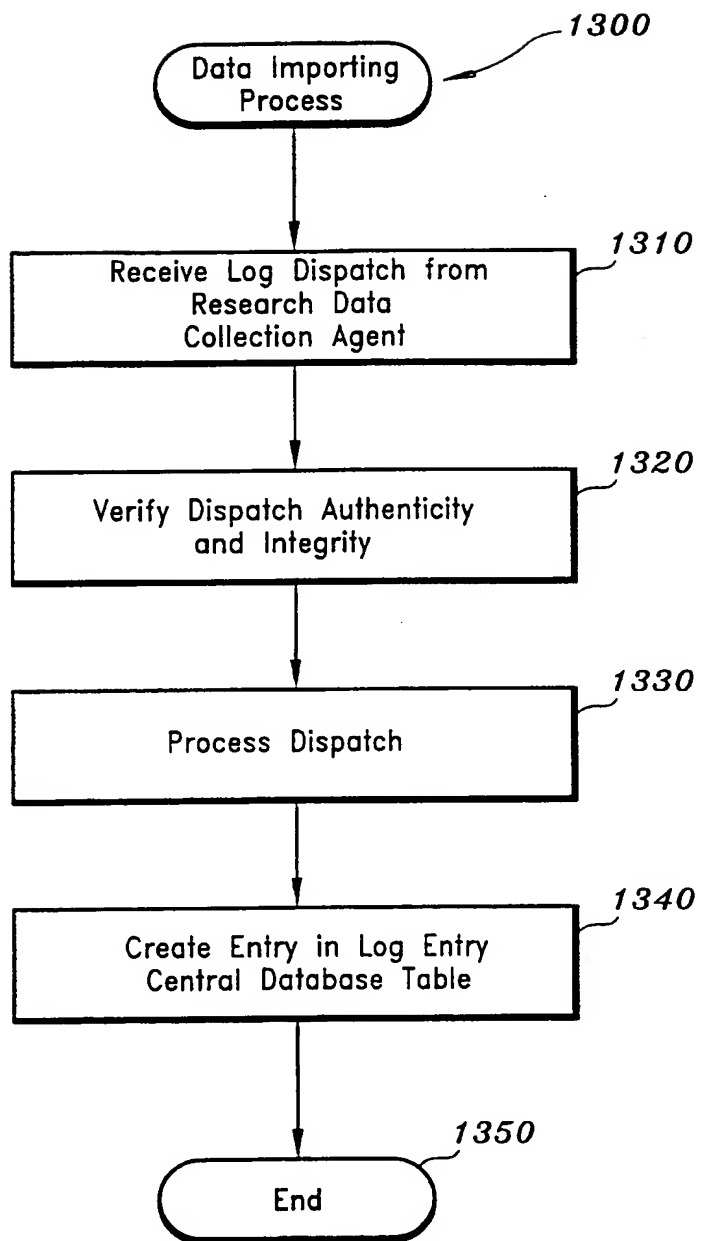 1300
Data Importing
Process
1310
Receive Log Dispatch from
Research Data
Collection Agent
1320
Verify Dispatch Authenticity
and Integrity
1330
Process Dispatch
1340
Create Entry in Log Entry
Central Database Table
1350
End